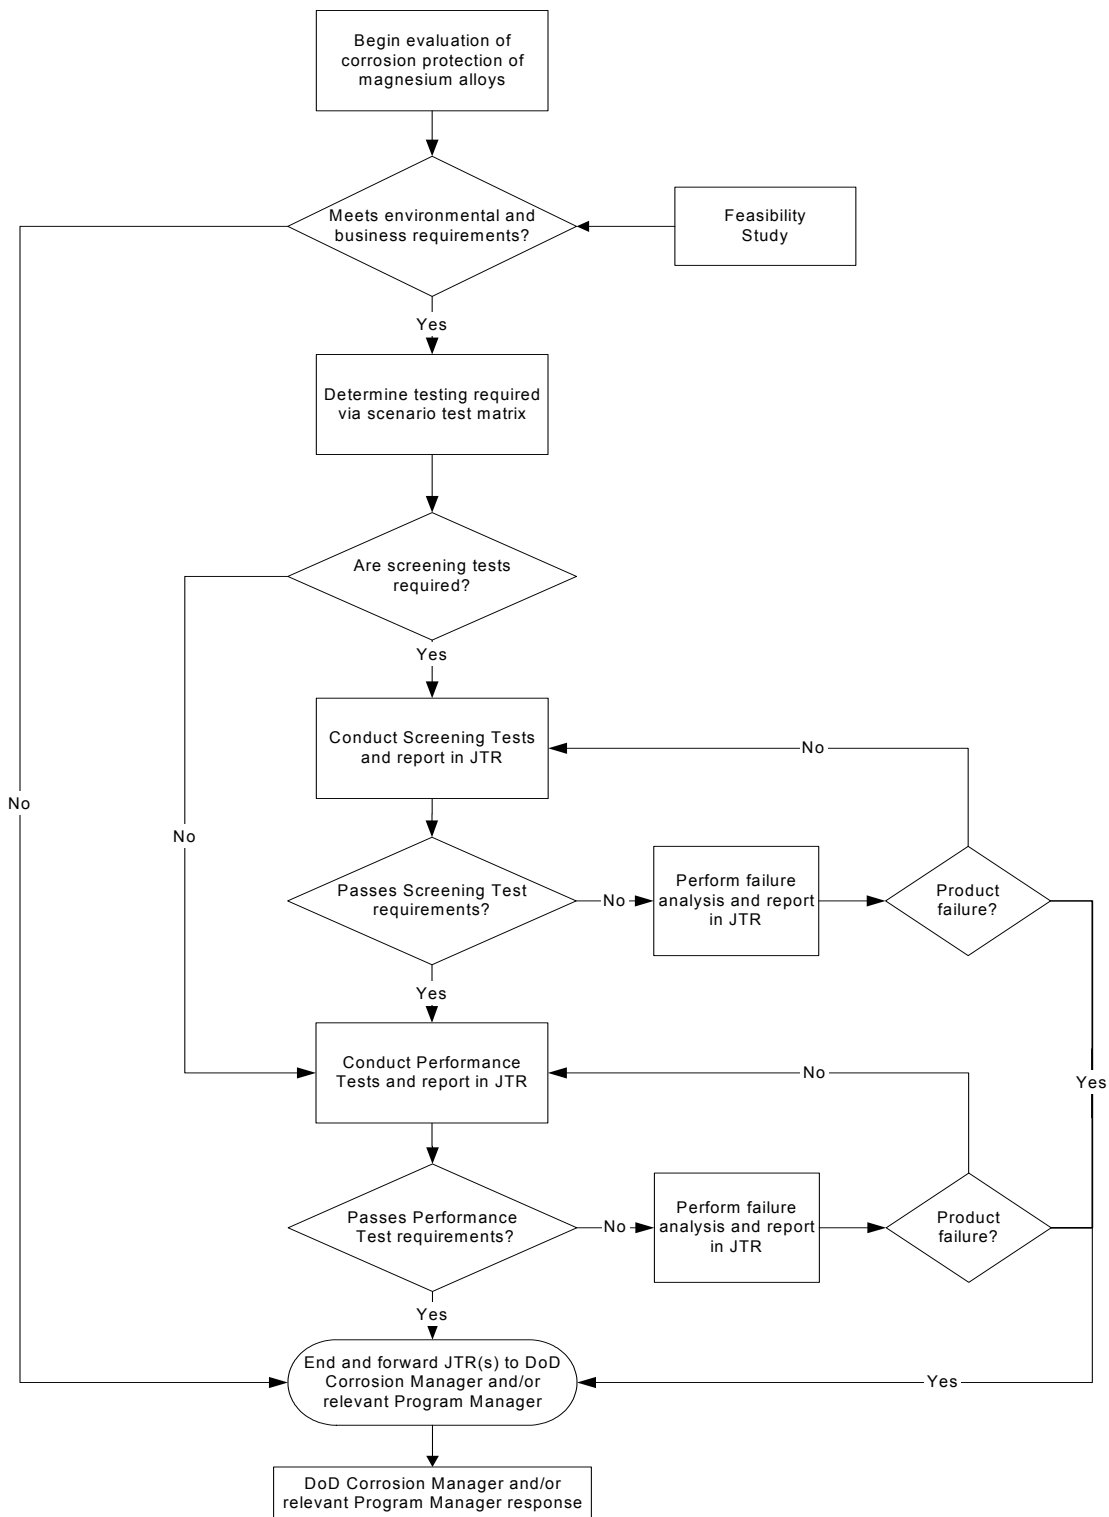 Begin evaluation of
corrosion protection of
magnesium alloys
Meets environmental and
business requirements?
Feasibility
Study
Yes
Determine testing required
via scenario test matrix
Are screening tests
required?
Yes
Conduct Screening Tests
and report in JTR
No
No
No
Passes Screening Test
requirements?
No
Perform failure
analysis and report
in JTR
Product
failure?
Yes
Conduct Performance
Tests and report in JTR
No
Yes
Passes Performance
Test requirements?
No
Perform failure
analysis and report
in JTR
Product
failure?
Yes
End and forward JTR(s) to DoD
Corrosion Manager and/or
relevant Program Manager
Yes
DoD Corrosion Manager and/or
relevant Program Manager response